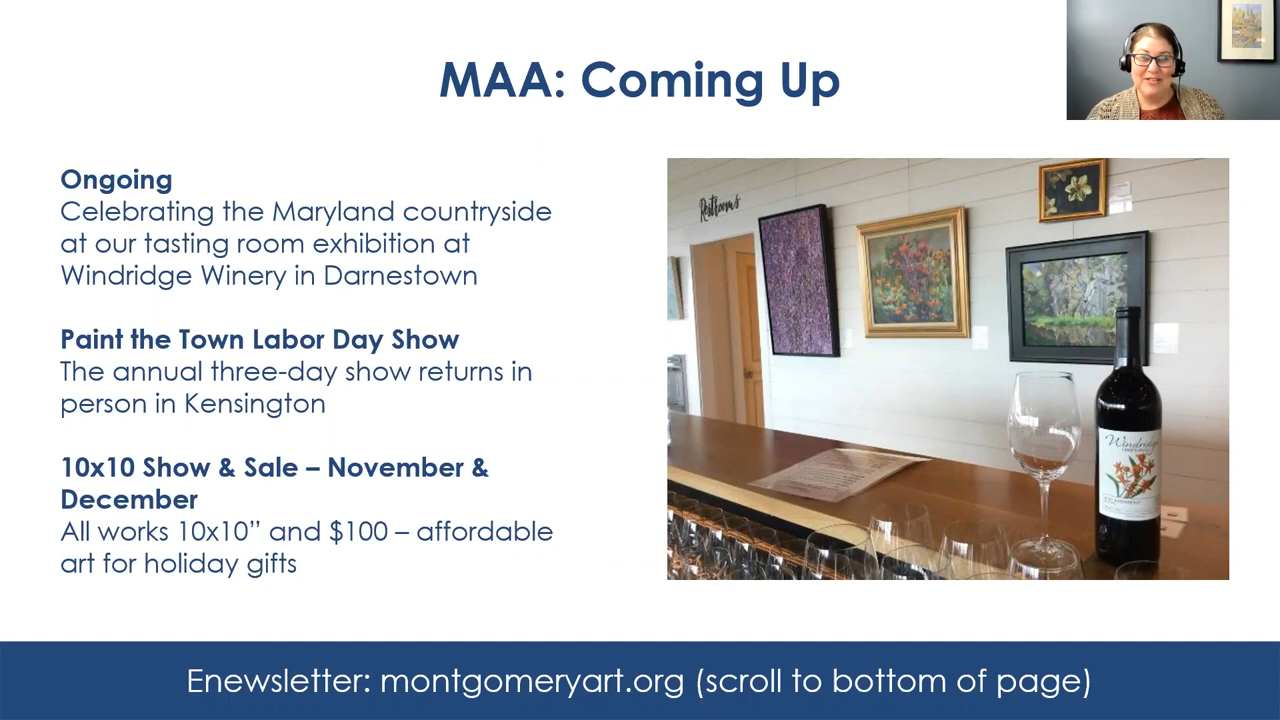 MAA: Coming Up
Ongoing
Celebrating the Maryland countryside
at our tasting room exhibition at
Windridge Winery in Darnestown
Paint the Town Labor Day Show
The annual three-day show returns in
person in Kensington
10x10 Show & Sale – November &
December
All works 10x10” and $100 – affordable
art for holiday gifts
Restrooms
Windridge
Enewsletter: montgomeryart.org (scroll to bottom of page)